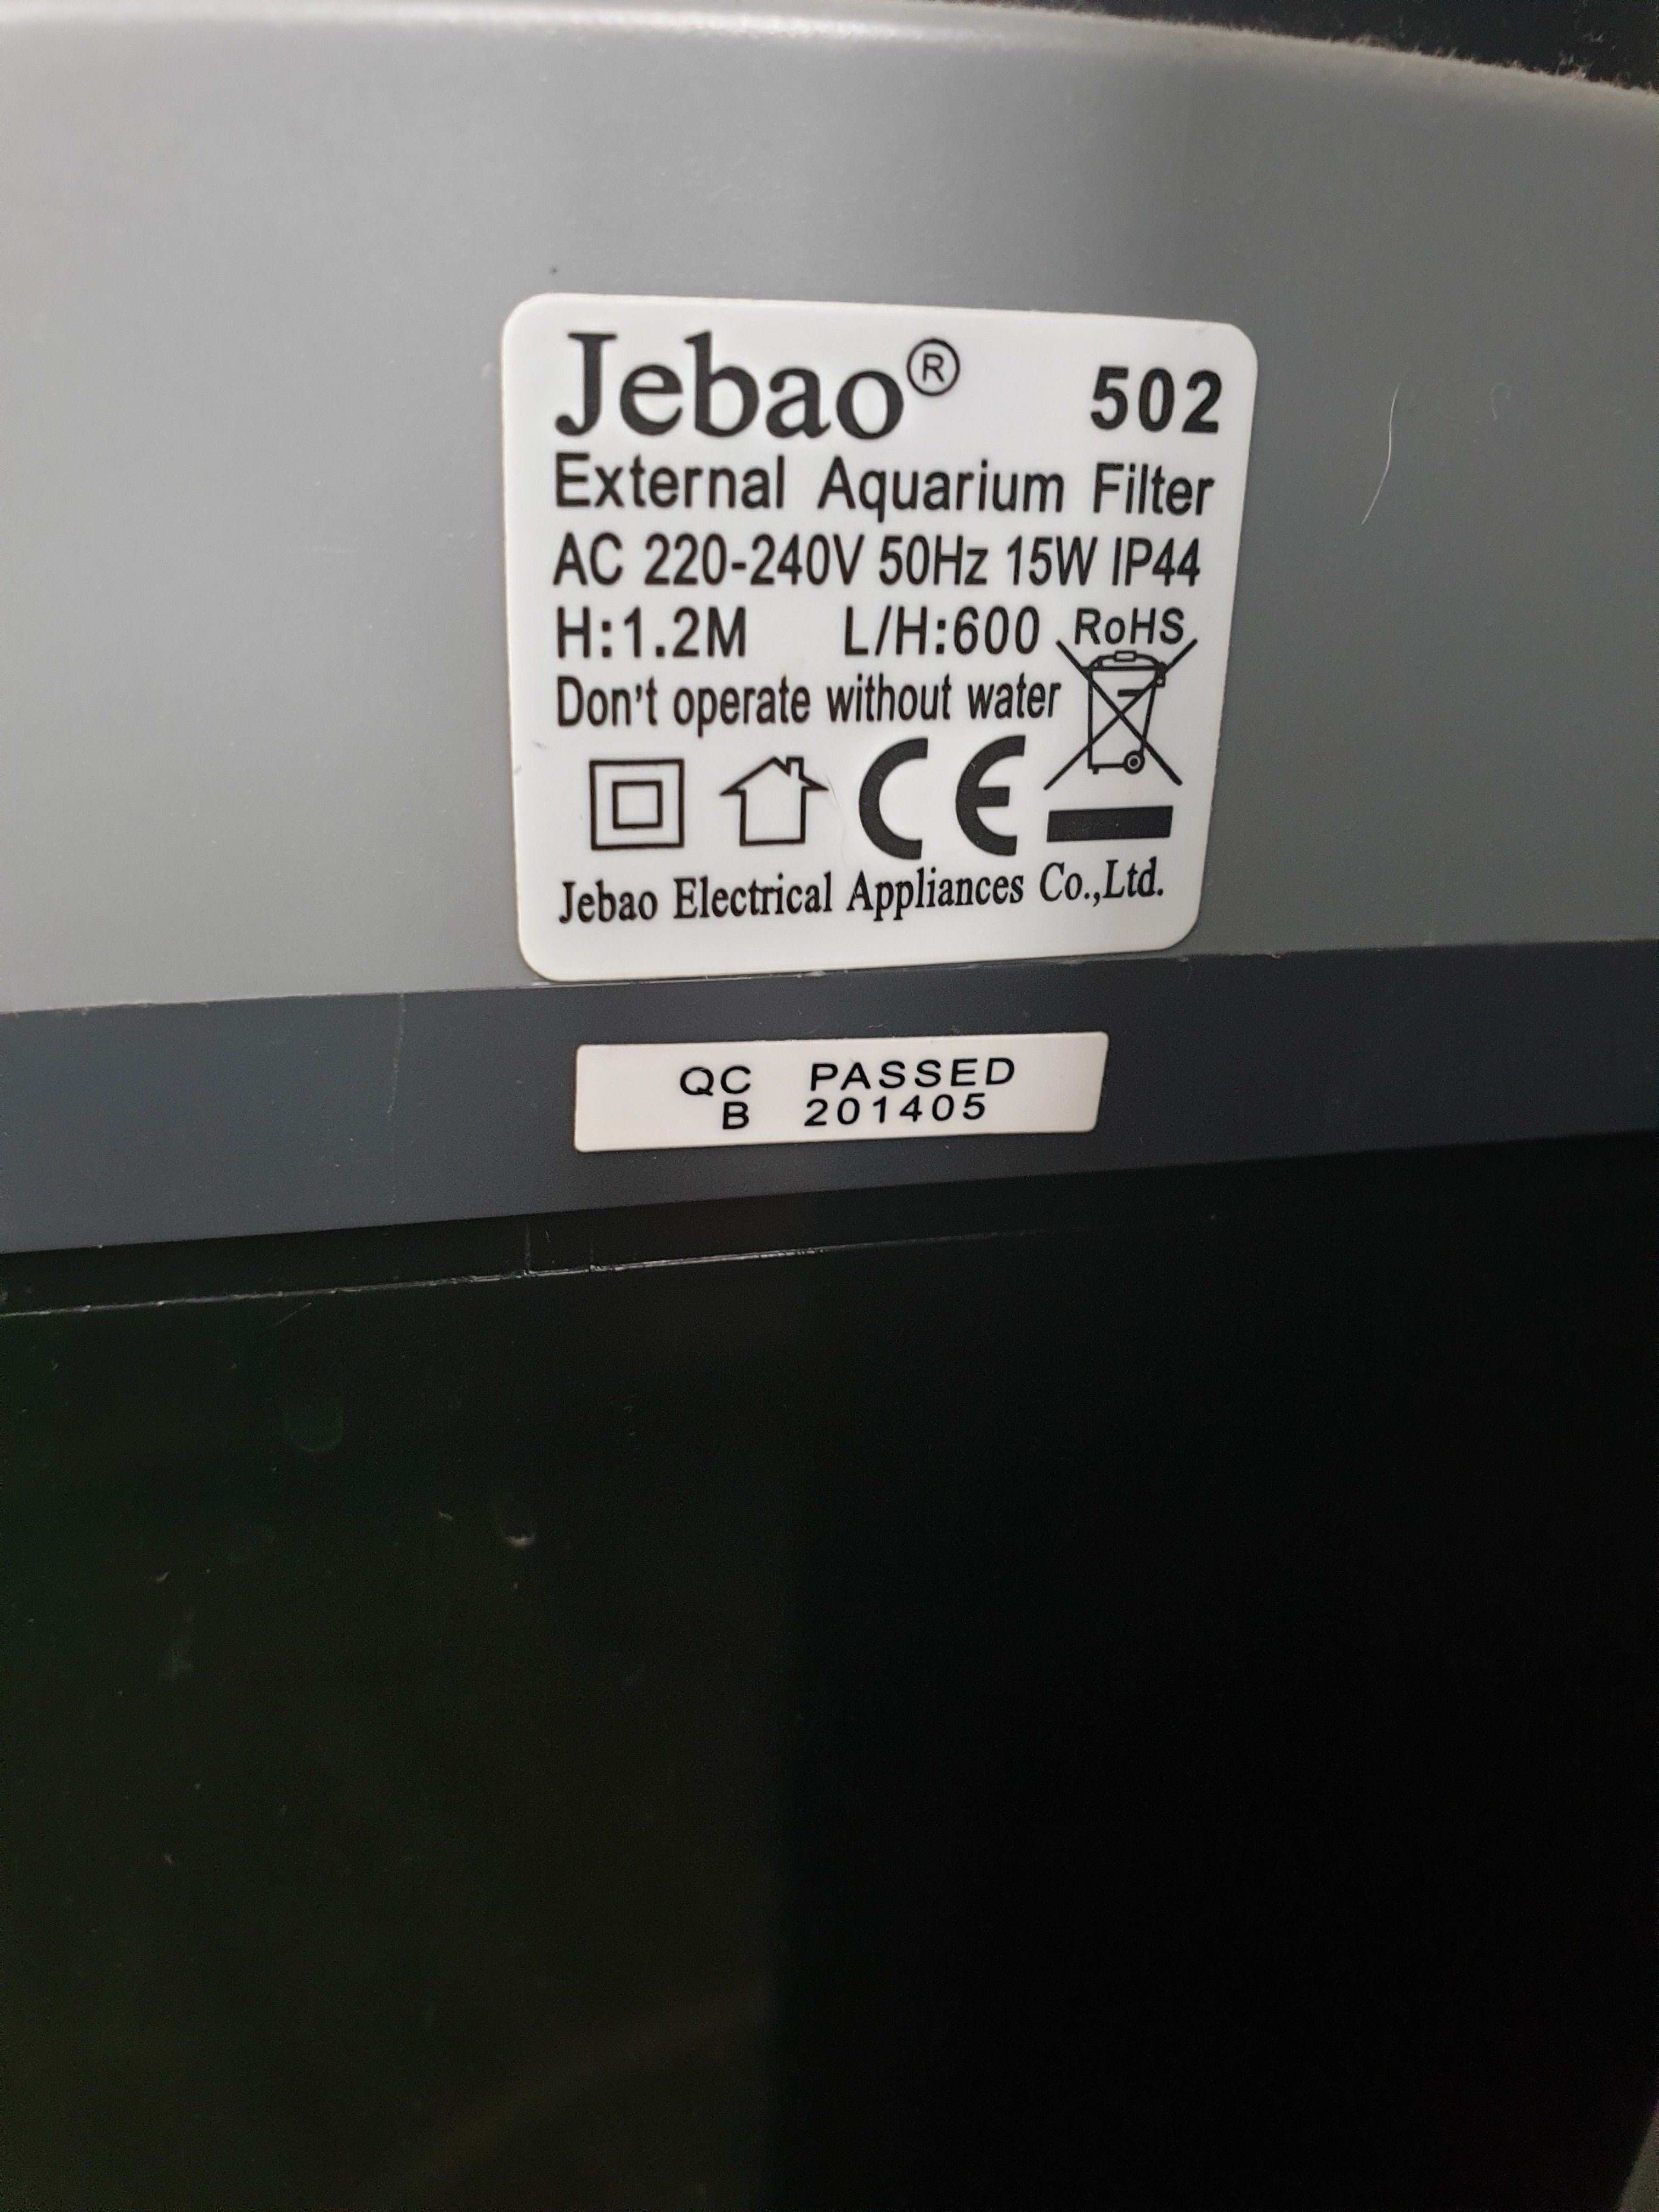 Jebao® 502
External Aquarium Filter
AC 220-240V 50Hz 15W IP44
H:1.2M L/H:600 RoHS
Don't operate without water
CE
Jebao Electrical Appliances Co.,Ltd.
QC PASSED
B 201405